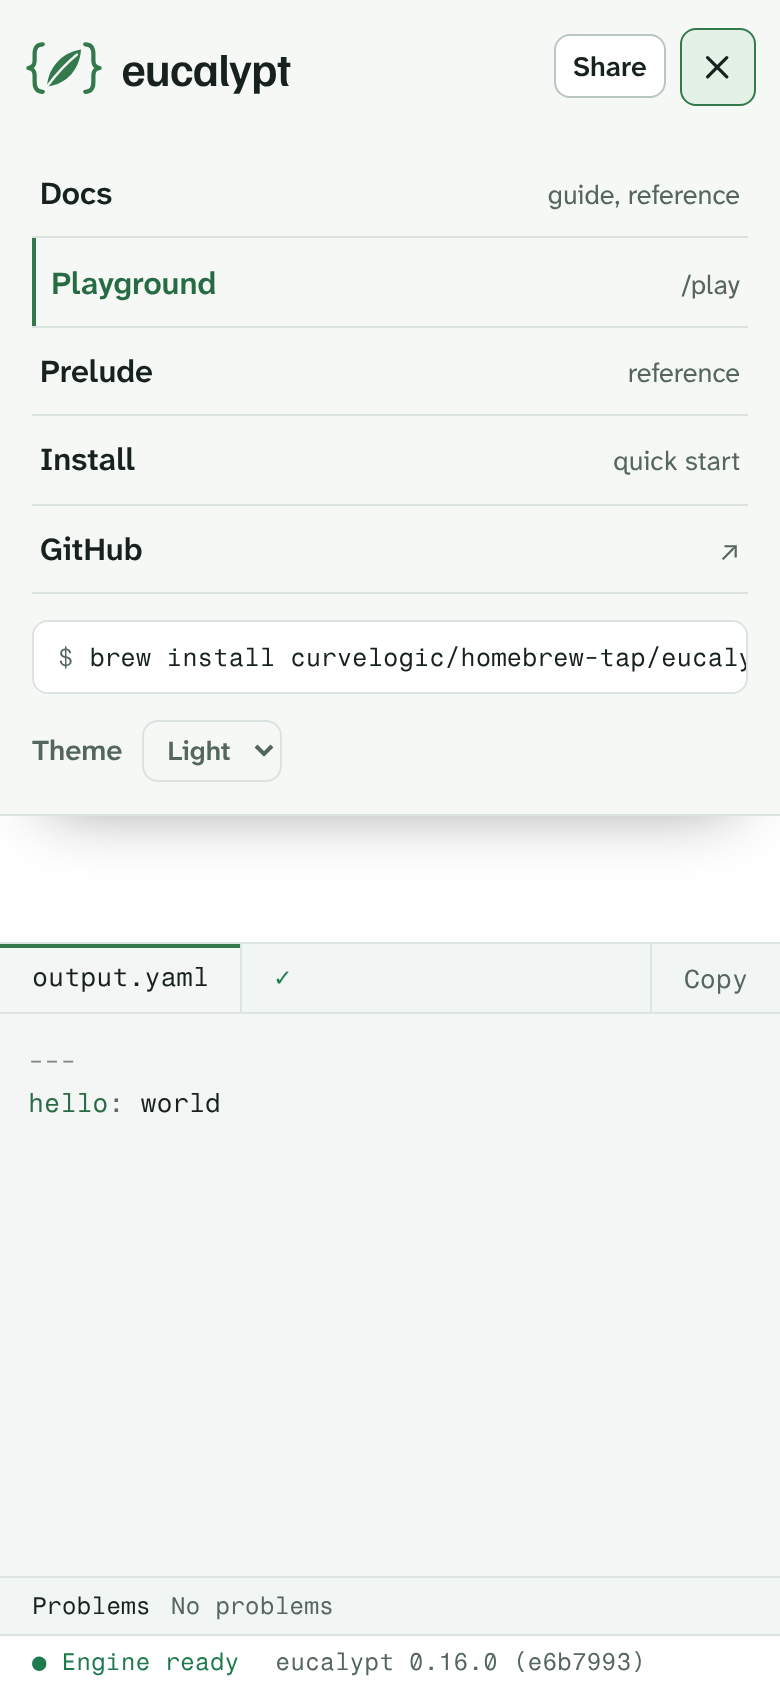 eucalypt
Share
Docs guide, reference
Playground /play
Prelude reference
Install quick start
GitHub ↗
$ brew install curvelogic/homebrew-tap/eucaly
Theme Light
output.yaml ✓ Copy
---
hello: world
Problems No problems
● Engine ready eucalypt 0.16.0 (e6b7993)